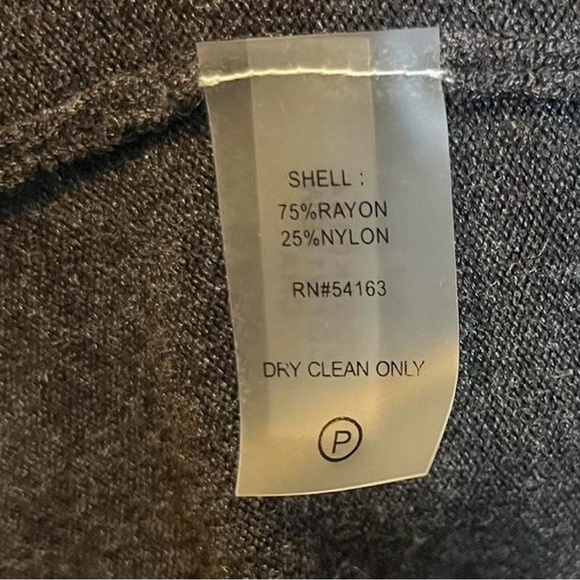 SHELL :
75%RAYON
25%NYLON
RN#54163
DRY CLEAN ONLY
P